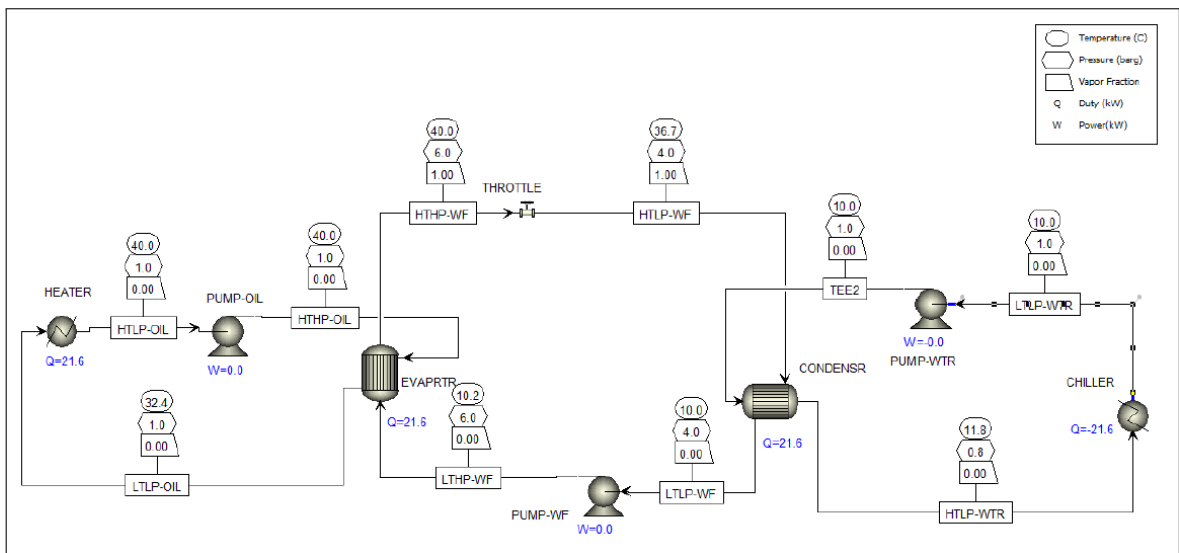 Temperature (C)
Pressure (barg)
Vapor Fraction
Q Duty (kW)
W Power(kW)
40.0
6.0
1.00
HTHP-WF
THROTTLE
36.7
4.0
1.00
HTLP-WF
10.0
1.0
0.00
TEE2
10.0
1.0
0.00
LTLP-WTR
40.0
1.0
0.00
HTLP-OIL
HEATER
Q=21.6
PUMP-OIL
W=0.0
40.0
1.0
0.00
HTHP-OIL
W=-0.0
PUMP-WTR
EVAPRTR
Q=21.6
CONDENSR
Q=21.6
CHILLER
Q=-21.6
32.4
1.0
0.00
LTLP-OIL
10.2
6.0
0.00
LTHP-WF
PUMP-WF
W=0.0
10.0
4.0
0.00
LTLP-WF
11.8
0.8
0.00
HTLP-WTR